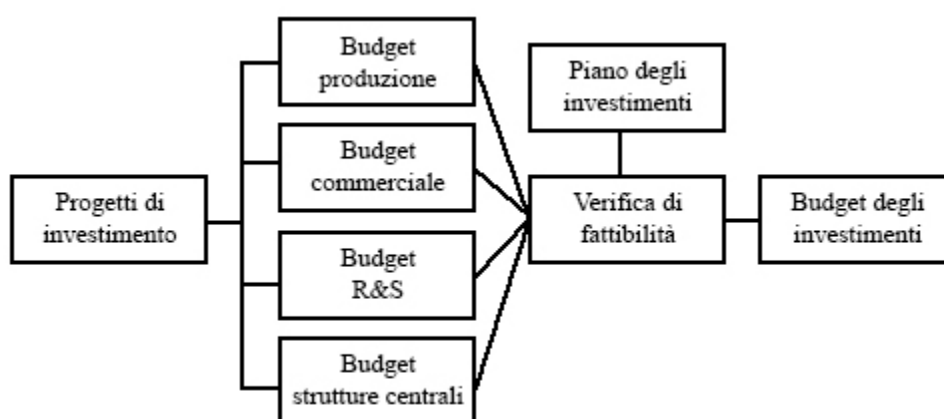 Progetti di
investimento
Budget
produzione
Budget
commerciale
Budget
R&S
Budget
strutture centrali
Piano degli
investimenti
Verifica di
fattibilità
Budget degli
investimenti